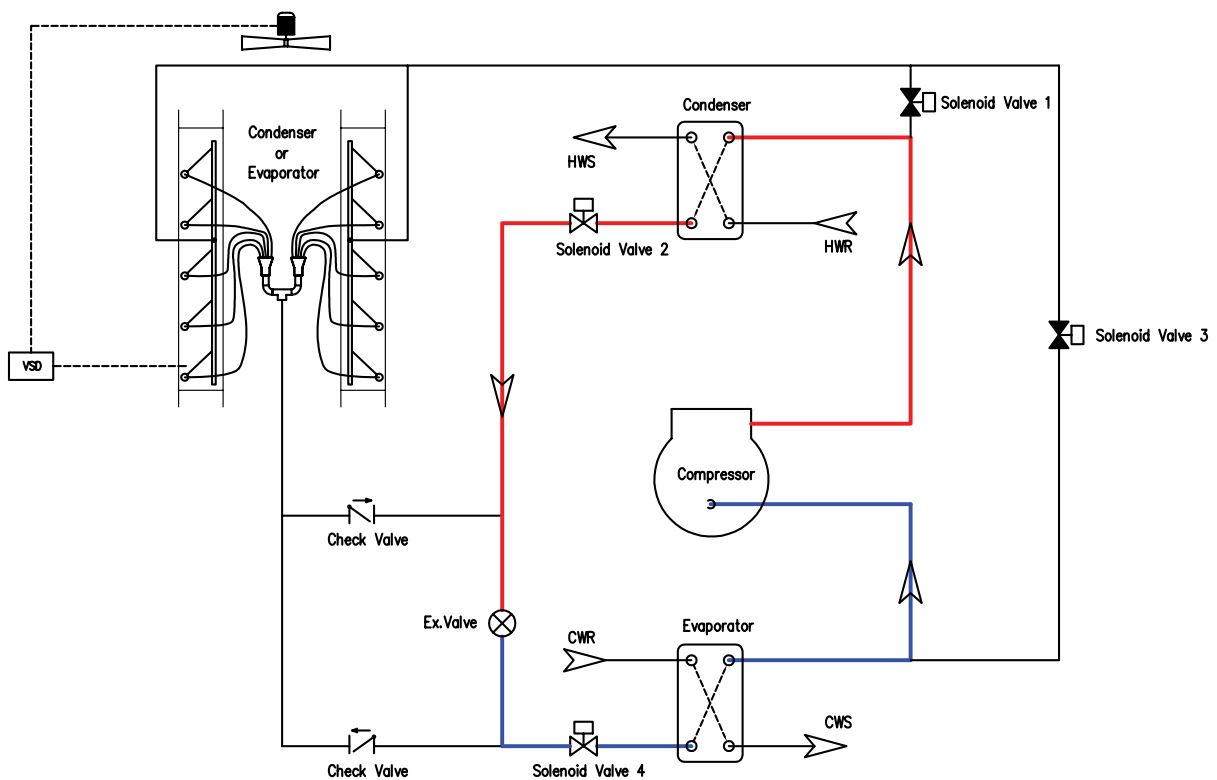 Solenoid Valve 1
Condenser
Condenser
or
Evaporator
HWS
HWR
Solenoid Valve 2
Solenoid Valve 3
VSD
Compressor
Check Valve
Ex.Valve
CWR
Evaporator
CWS
Check Valve
Solenoid Valve 4